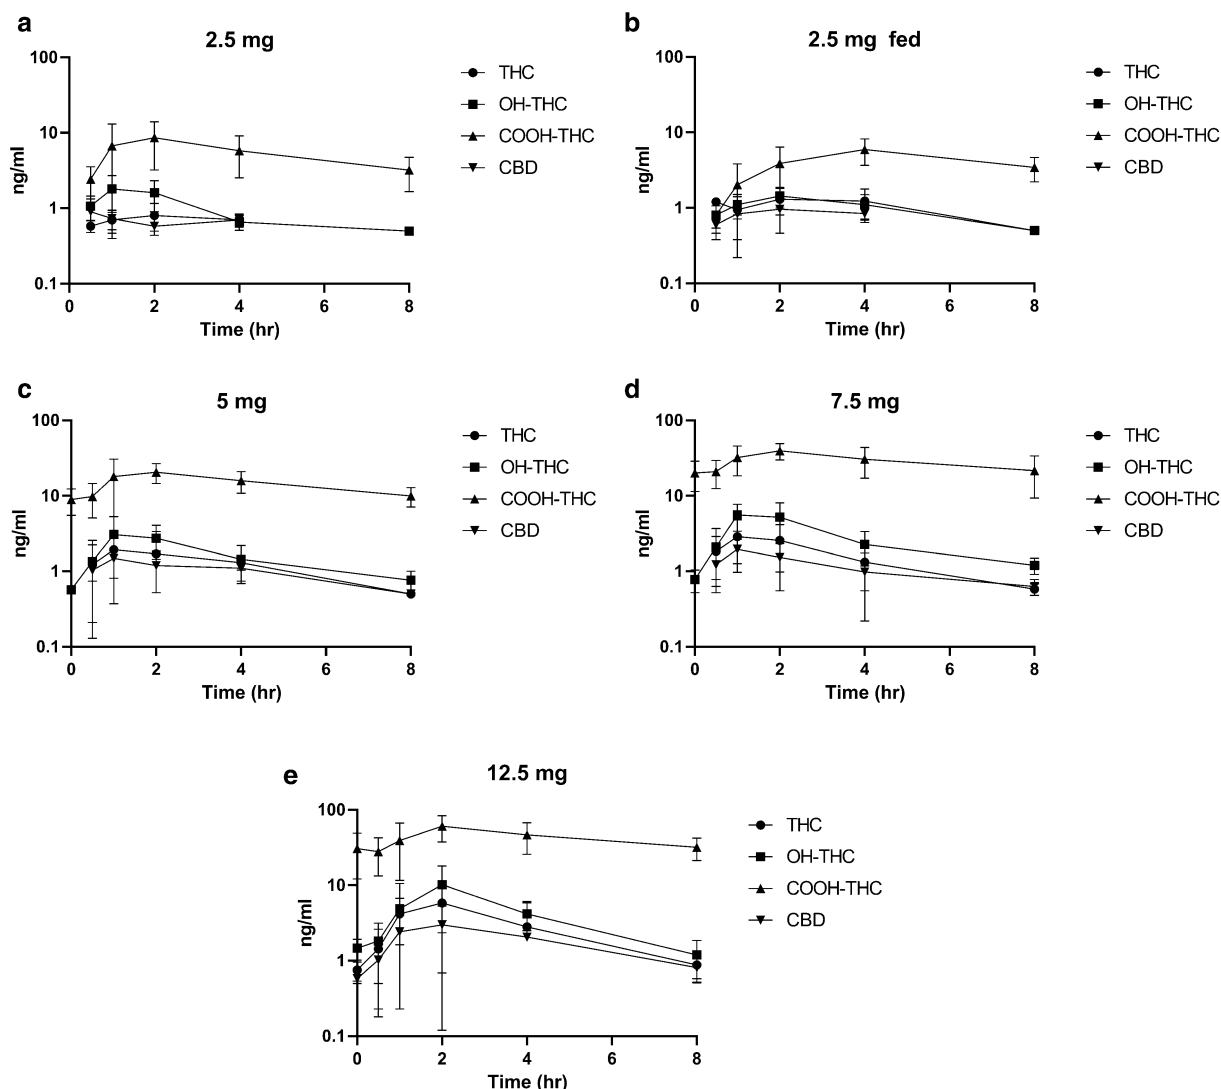 a
2.5 mg
100
10
1
0.1
ng/ml
0 2 4 6 8
Time (hr)
THC
OH-THC
COOH-THC
CBD
b
2.5 mg fed
100
10
1
0.1
ng/ml
0 2 4 6 8
Time (hr)
THC
OH-THC
COOH-THC
CBD
c
5 mg
100
10
1
0.1
ng/ml
0 2 4 6 8
Time (hr)
THC
OH-THC
COOH-THC
CBD
d
7.5 mg
100
10
1
0.1
ng/ml
0 2 4 6 8
Time (hr)
THC
OH-THC
COOH-THC
CBD
e
12.5 mg
100
10
1
0.1
ng/ml
0 2 4 6 8
Time (hr)
THC
OH-THC
COOH-THC
CBD